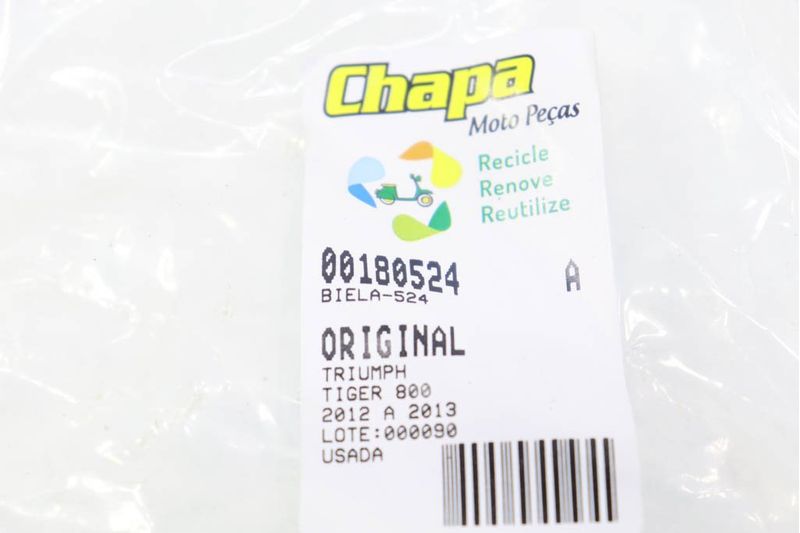 Chapa
Moto Peças
Recicle
Renove
Reutilize
00180524 A
BIELA-524
ORIGINAL
TRIUMPH
TIGER 800
2012 A 2013
LOTE:000090
USADA